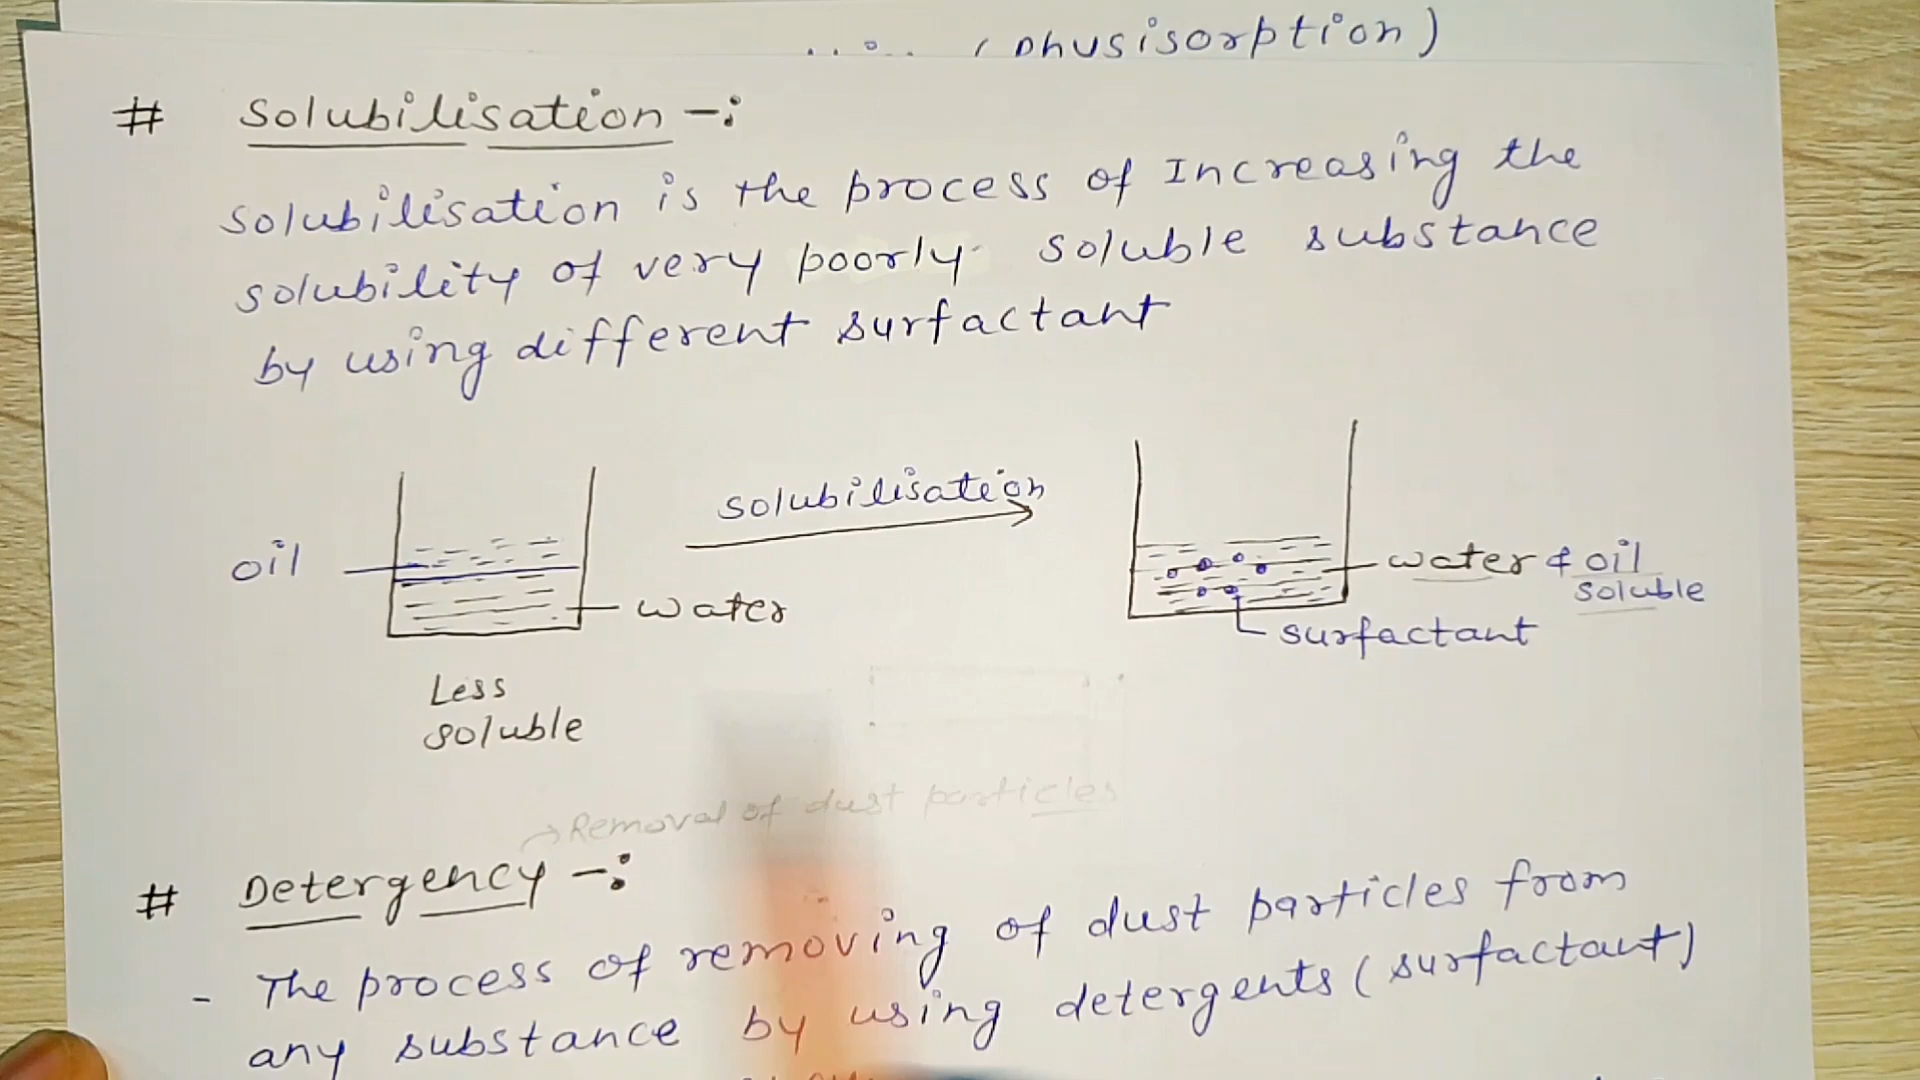 (Physisorption)
# Solubilisation -:
solubilisation is the process of Increasing the
solubility of very poorly soluble substance
by using different surfactant
solubilisation
oil
water
Less
soluble
water & oil
soluble
surfactant
→ Removal of dust particles
# Detergency -:
- The process of removing of dust particles from
any substance by using detergents (surfactant)